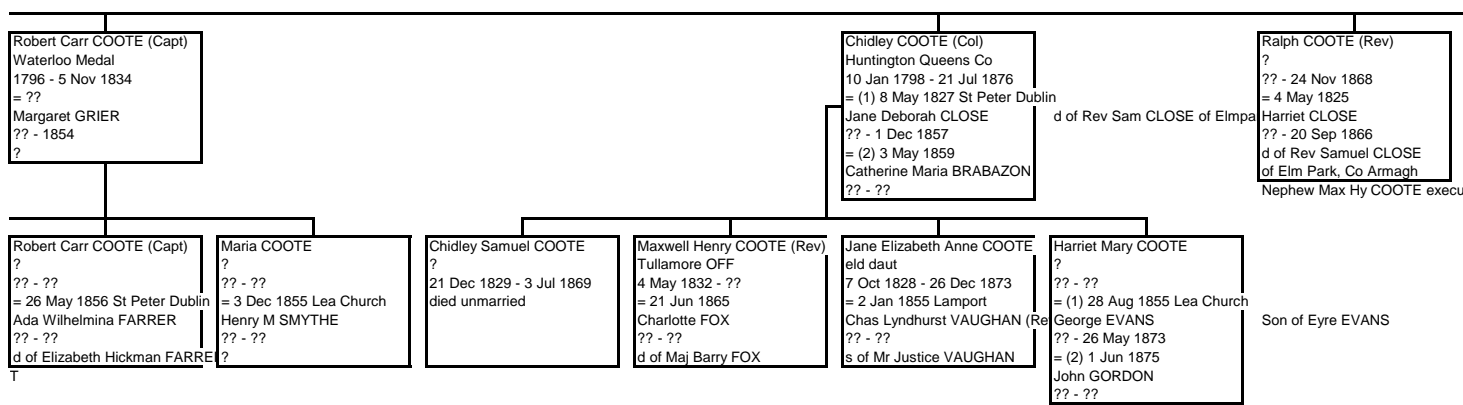 Robert Carr COOTE (Capt)
Waterloo Medal
1796 - 5 Nov 1834
= ??
Margaret GRIER
?? - 1854
?
Chidley COOTE (Col)
Huntington Queens Co
10 Jan 1798 - 21 Jul 1876
= (1) 8 May 1827 St Peter Dublin
Jane Deborah CLOSE d of Rev Sam CLOSE of Elmpa
?? - 1 Dec 1857
= (2) 3 May 1859
Catherine Maria BRABAZON
?? - ??
Ralph COOTE (Rev)
?
?? - 24 Nov 1868
= 4 May 1825
Harriet CLOSE
?? - 20 Sep 1866
d of Rev Samuel CLOSE
of Elm Park, Co Armagh
Nephew Max Hy COOTE execu
Robert Carr COOTE (Capt)
?
?? - ??
= 26 May 1856 St Peter Dublin
Ada Wilhelmina FARRER
?? - ??
d of Elizabeth Hickman FARRE
T
Maria COOTE
?
?? - ??
= 3 Dec 1855 Lea Church
Henry M SMYTHE
?? - ??
?
Chidley Samuel COOTE
?
21 Dec 1829 - 3 Jul 1869
died unmarried
Maxwell Henry COOTE (Rev)
Tullamore OFF
4 May 1832 - ??
= 21 Jun 1865
Charlotte FOX
?? - ??
d of Maj Barry FOX
Jane Elizabeth Anne COOTE
eld daut
7 Oct 1828 - 26 Dec 1873
= 2 Jan 1855 Lamport
Chas Lyndhurst VAUGHAN (Re
?? - ??
s of Mr Justice VAUGHAN
Harriet Mary COOTE
?
?? - ??
= (1) 28 Aug 1855 Lea Church
George EVANS Son of Eyre EVANS
?? - 26 May 1873
= (2) 1 Jun 1875
John GORDON
?? - ??